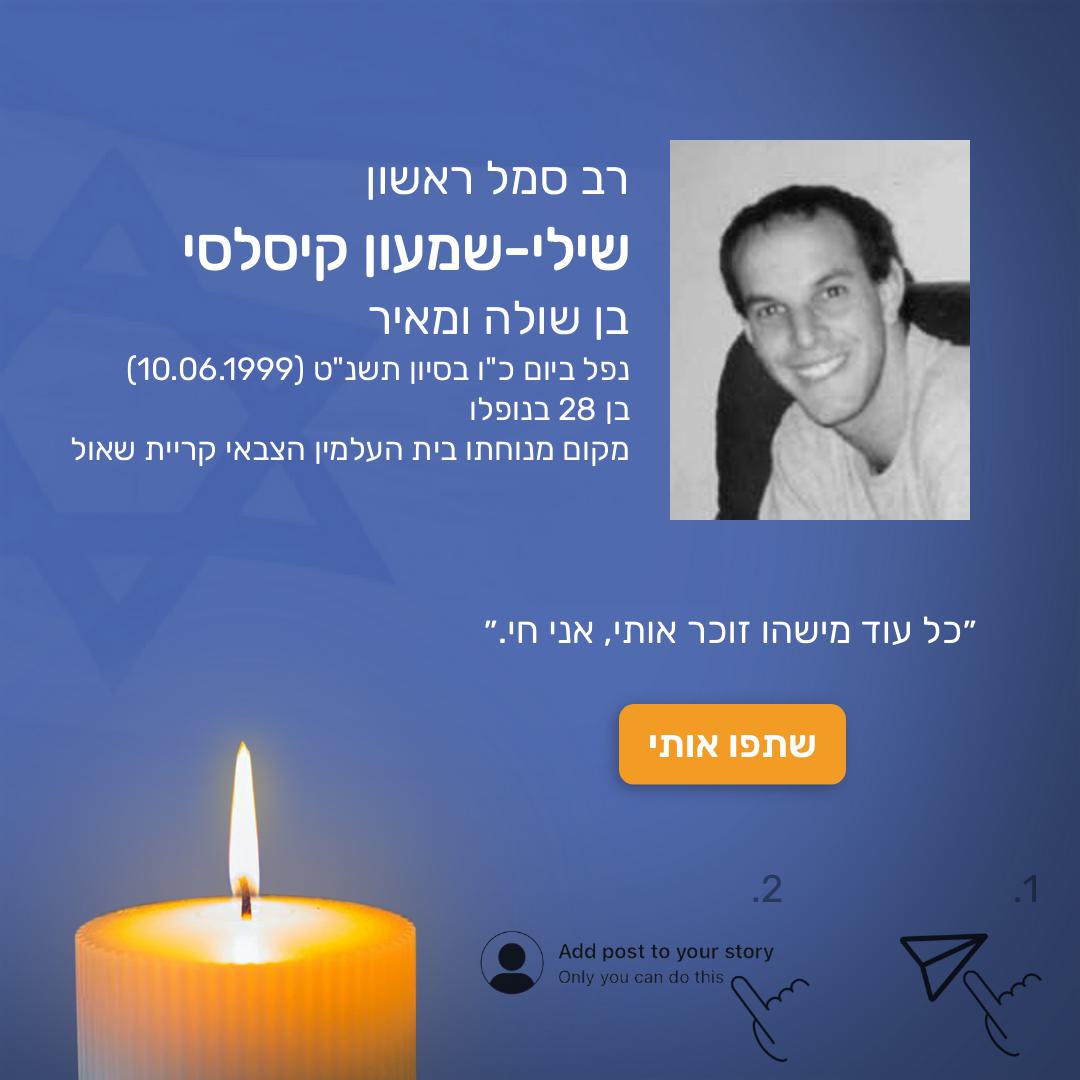 רב סמל ראשון
שילי-שמעון קיסלסי
בן שולה ומאיר
נפל ביום כ"ו בסיון תשנ"ט (10.06.1999)
בן 28 בנופלו
מקום מנוחתו בית העלמין הצבאי קריית שאול
״כל עוד מישהו זוכר אותי, אני חי.״
שתפו אותי
1.
2.
Add post to your story
Only you can do this